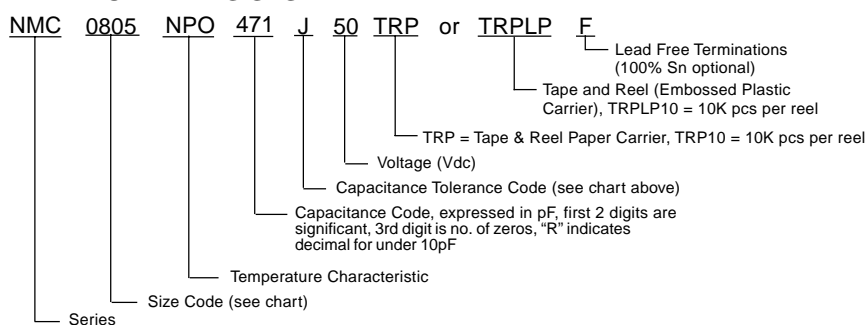 NMC 0805 NPO 471 J 50 TRP or TRPLP F
Lead Free Terminations
(100% Sn optional)
Tape and Reel (Embossed Plastic
Carrier), TRPLP10 = 10K pcs per reel
TRP = Tape & Reel Paper Carrier, TRP10 = 10K pcs per reel
Voltage (Vdc)
Capacitance Tolerance Code (see chart above)
Capacitance Code, expressed in pF, first 2 digits are
significant, 3rd digit is no. of zeros, “R” indicates
decimal for under 10pF
Temperature Characteristic
Size Code (see chart)
Series